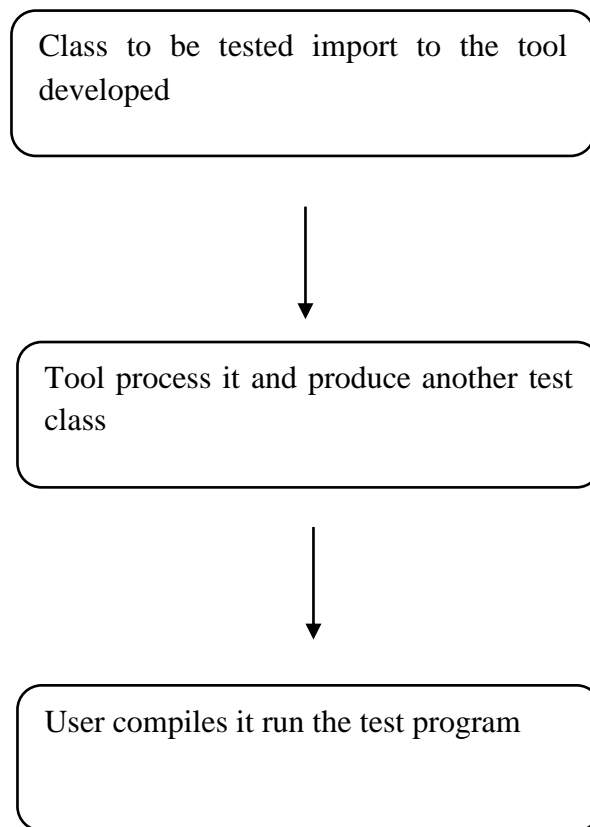 Class to be tested import to the tool
developed
Tool process it and produce another test
class
User compiles it run the test program